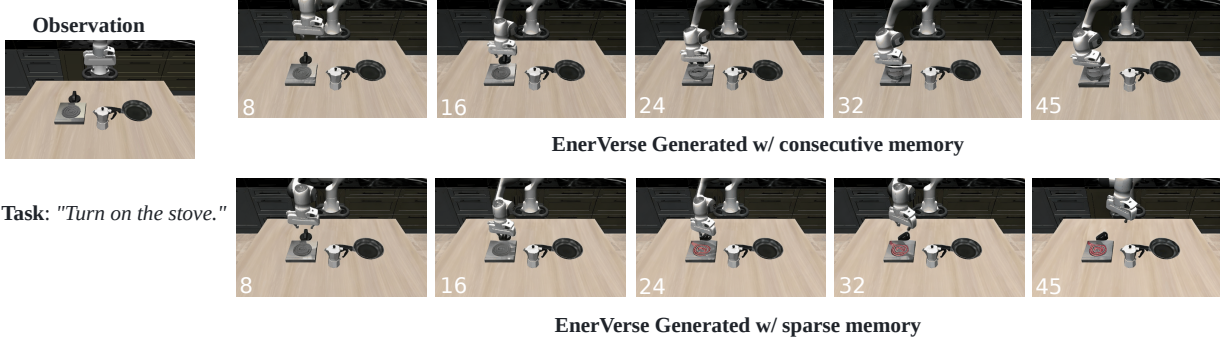 Observation
8
16
24
32
45
EnerVerse Generated w/ consecutive memory
Task: "Turn on the stove."
8
16
24
32
45
EnerVerse Generated w/ sparse memory